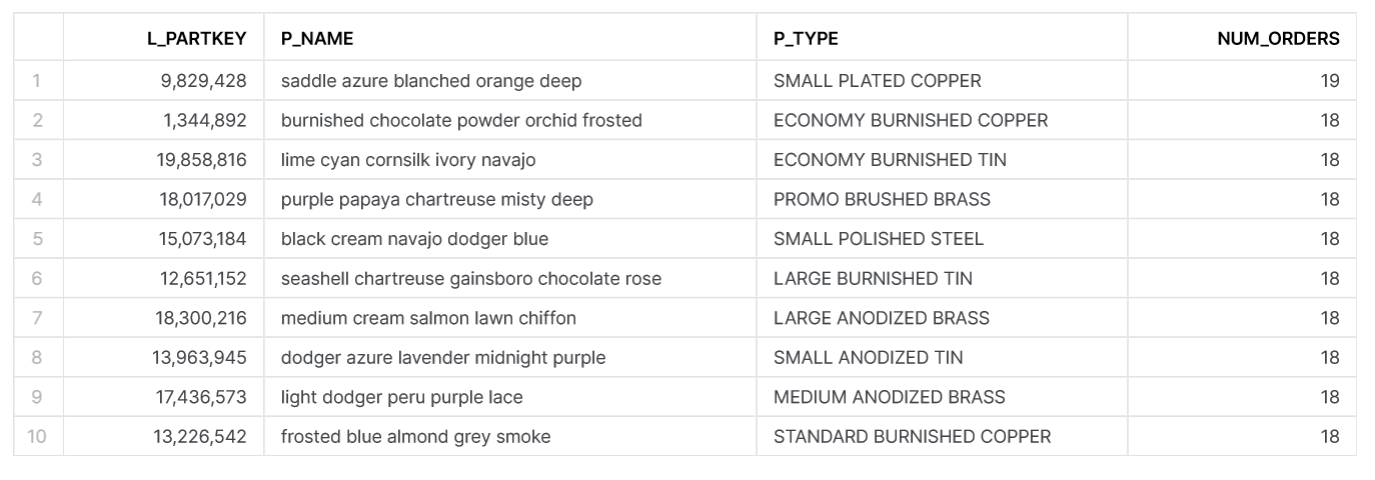 L_PARTKEY P_NAME P_TYPE NUM_ORDERS
1 9,829,428 saddle azure blanched orange deep SMALL PLATED COPPER 19
2 1,344,892 burnished chocolate powder orchid frosted ECONOMY BURNISHED COPPER 18
3 19,858,816 lime cyan cornsilk ivory navajo ECONOMY BURNISHED TIN 18
4 18,017,029 purple papaya chartreuse misty deep PROMO BRUSHED BRASS 18
5 15,073,184 black cream navajo dodger blue SMALL POLISHED STEEL 18
6 12,651,152 seashell chartreuse gainsboro chocolate rose LARGE BURNISHED TIN 18
7 18,300,216 medium cream salmon lawn chiffon LARGE ANODIZED BRASS 18
8 13,963,945 dodger azure lavender midnight purple SMALL ANODIZED TIN 18
9 17,436,573 light dodger peru purple lace MEDIUM ANODIZED BRASS 18
10 13,226,542 frosted blue almond grey smoke STANDARD BURNISHED COPPER 18